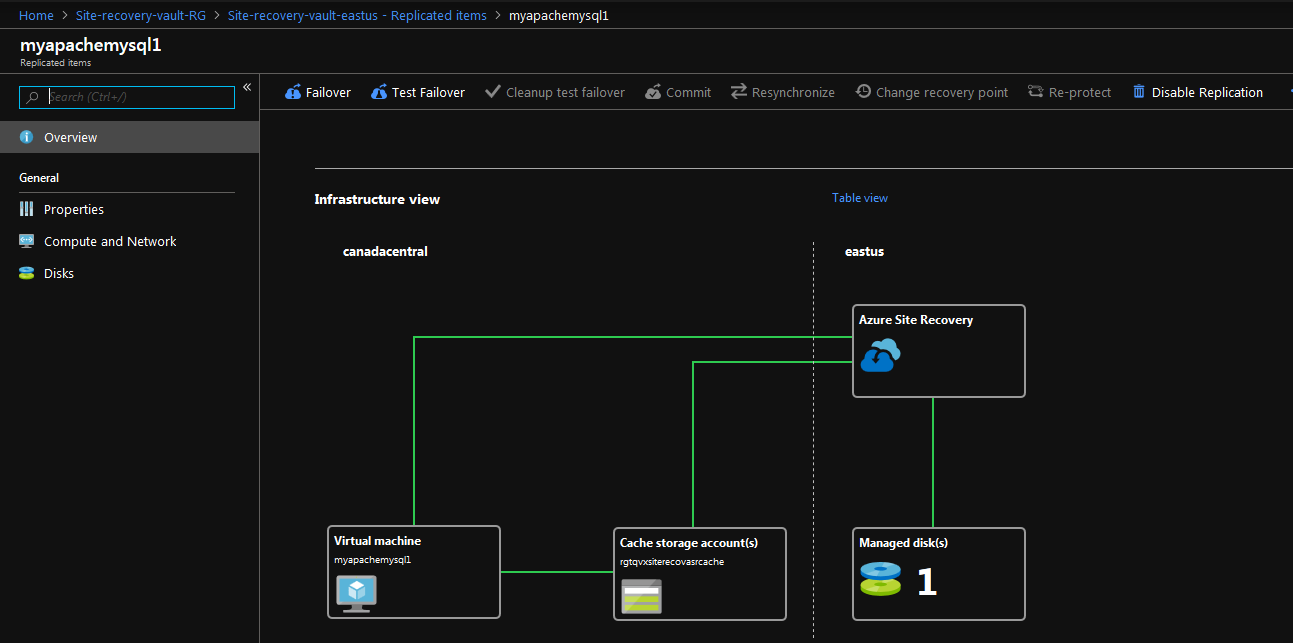 Home > Site-recovery-vault-RG > Site-recovery-vault-eastus - Replicated items > myapachemysql1
myapachemysql1
Replicated items
Search (Ctrl+/)
«
Failover Test Failover Cleanup test failover Commit Resynchronize Change recovery point Re-protect Disable Replication
Overview
General
Properties
Compute and Network
Disks
Infrastructure view
Table view
canadacentral
eastus
Azure Site Recovery
Virtual machine
myapachemysql1
Cache storage account(s)
rgtqvxsiterecovasrcache
Managed disk(s)
1